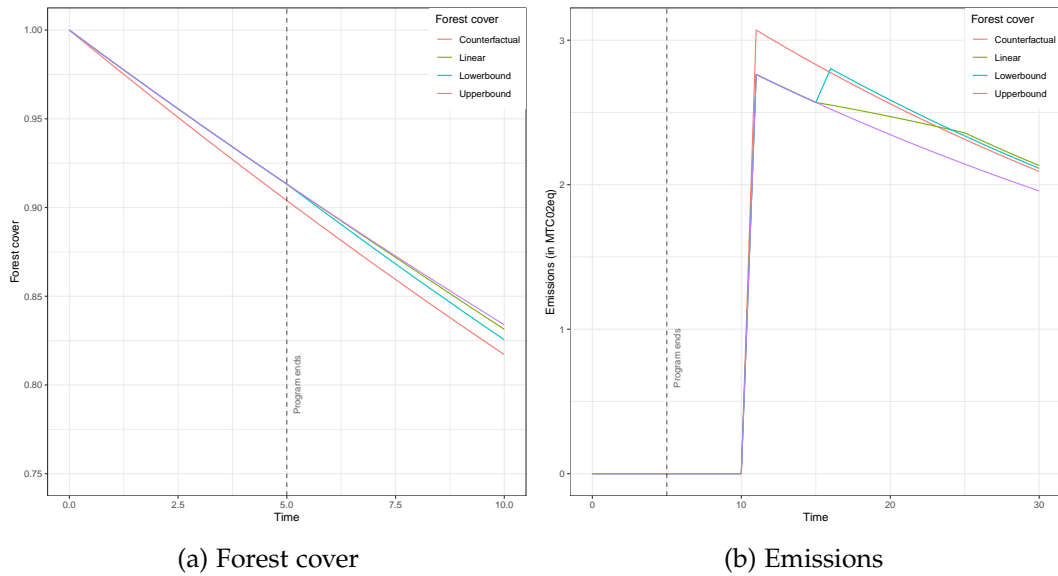 Forest cover
Counterfactual
Linear
Lowerbound
Upperbound
1.00
0.95
0.90
0.85
0.80
0.75
Forest cover
Program ends
0.0
2.5
5.0
7.5
10.0
Time
(a) Forest cover
Forest cover
Counterfactual
Linear
Lowerbound
Upperbound
3
2
1
0
Emissions (in MTC02eq)
Program ends
0
10
20
30
Time
(b) Emissions